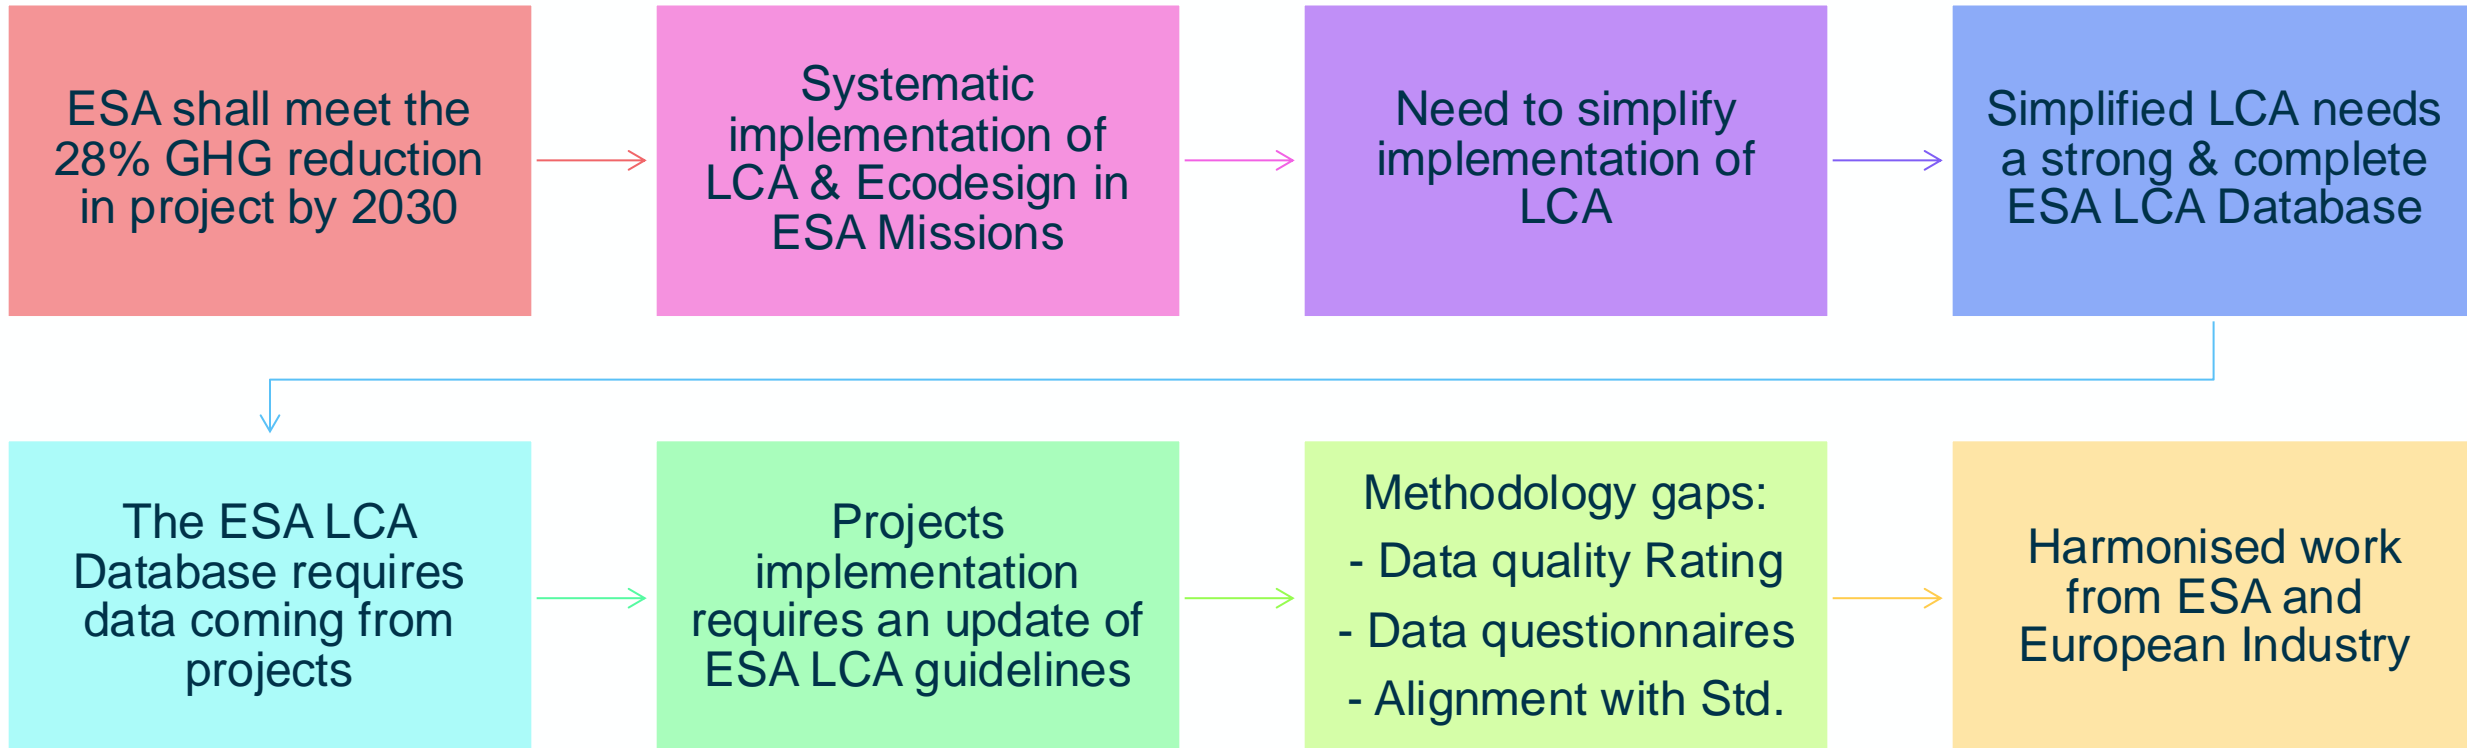 ESA shall meet the
28% GHG reduction
in project by 2030
Systematic
implementation of
LCA & Ecodesign in
ESA Missions
Need to simplify
implementation of
LCA
Simplified LCA needs
a strong & complete
ESA LCA Database
The ESA LCA
Database requires
data coming from
projects
Projects
implementation
requires an update of
ESA LCA guidelines
Methodology gaps:
- Data quality Rating
- Data questionnaires
- Alignment with Std.
Harmonised work
from ESA and
European Industry